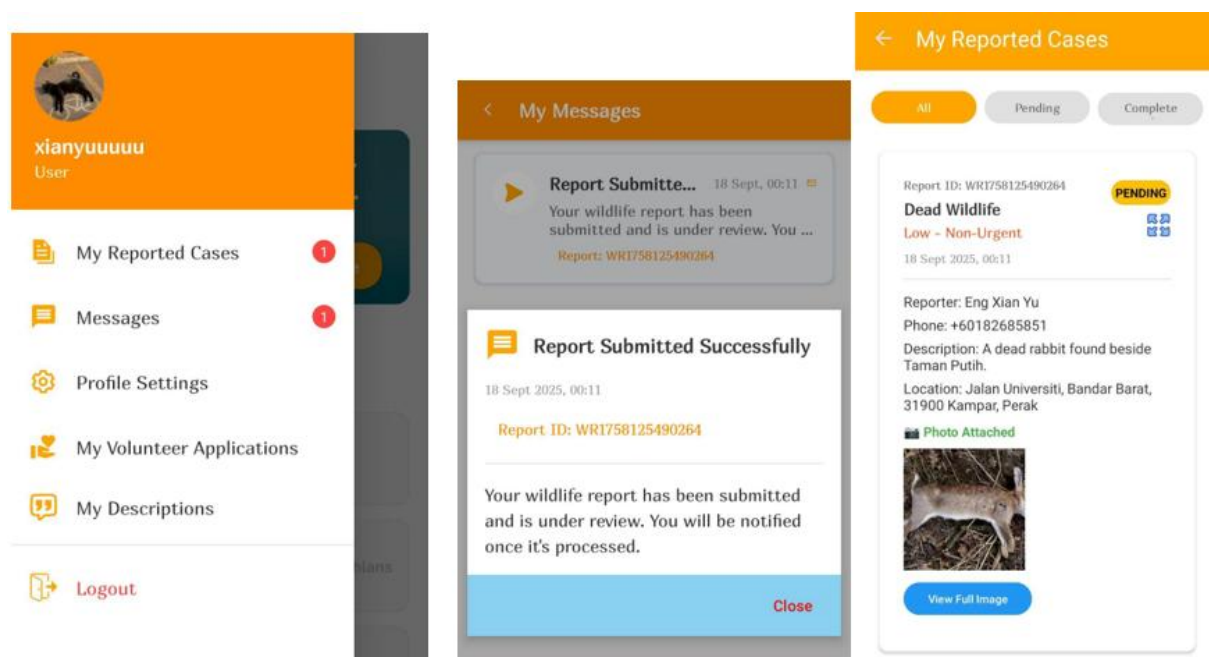 xianyuuuuu
User
My Reported Cases 1
Messages 1
Profile Settings
My Volunteer Applications
My Descriptions
Logout
My Messages
Report Submitte... 18 Sept, 00:11
Your wildlife report has been
submitted and is under review. You ...
Report: WR1758125490264
Report Submitted Successfully
18 Sept 2025, 00:11
Report ID: WR1758125490264
Your wildlife report has been submitted
and is under review. You will be notified
once it's processed.
Close
My Reported Cases
All Pending Complete
Report ID: WR1758125490264
PENDING
Dead Wildlife
Low - Non-Urgent
18 Sept 2025, 00:11
Reporter: Eng Xian Yu
Phone: +60182685851
Description: A dead rabbit found beside
Taman Putih.
Location: Jalan Universiti, Bandar Barat,
31900 Kampar, Perak
Photo Attached
View Full Image